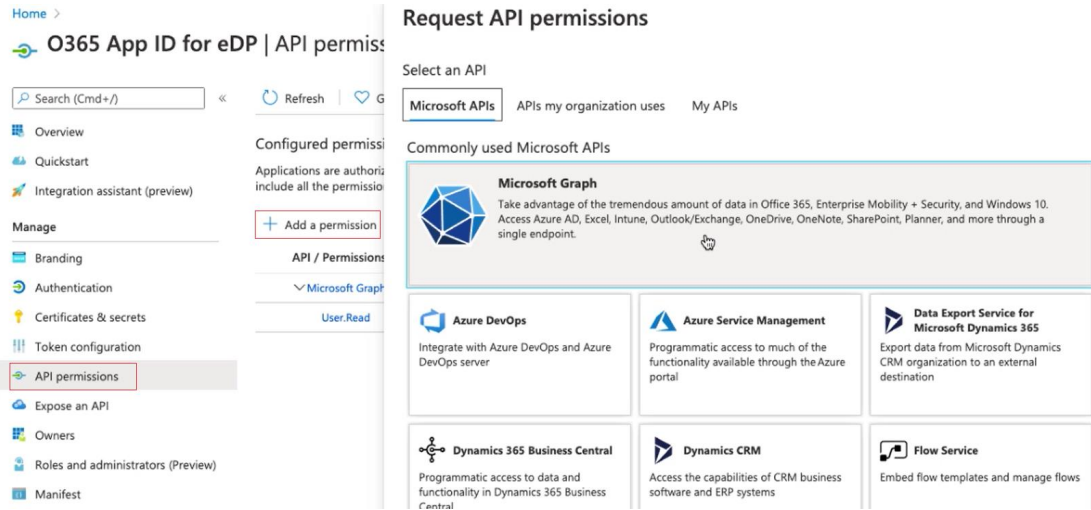 Home >
O365 App ID for eDP | API permiss
Search (Cmd+/)
«
Overview
Quickstart
Integration assistant (preview)
Manage
Branding
Authentication
Certificates & secrets
Token configuration
API permissions
Expose an API
Owners
Roles and administrators (Preview)
Manifest
Refresh
G
Configured permissi
Applications are authoriz
include all the permissio
+ Add a permission
API / Permissions
Microsoft Graph
User.Read
Request API permissions
Select an API
Microsoft APIs
APIs my organization uses
My APIs
Commonly used Microsoft APIs
Microsoft Graph
Take advantage of the tremendous amount of data in Office 365, Enterprise Mobility + Security, and Windows 10.
Access Azure AD, Excel, Intune, Outlook/Exchange, OneDrive, OneNote, SharePoint, Planner, and more through a
single endpoint.
Azure DevOps
Integrate with Azure DevOps and Azure
DevOps server
Azure Service Management
Programmatic access to much of the
functionality available through the Azure
portal
Data Export Service for
Microsoft Dynamics 365
Export data from Microsoft Dynamics
CRM organization to an external
destination
Dynamics 365 Business Central
Programmatic access to data and
functionality in Dynamics 365 Business
Central
Dynamics CRM
Access the capabilities of CRM business
software and ERP systems
Flow Service
Embed flow templates and manage flows